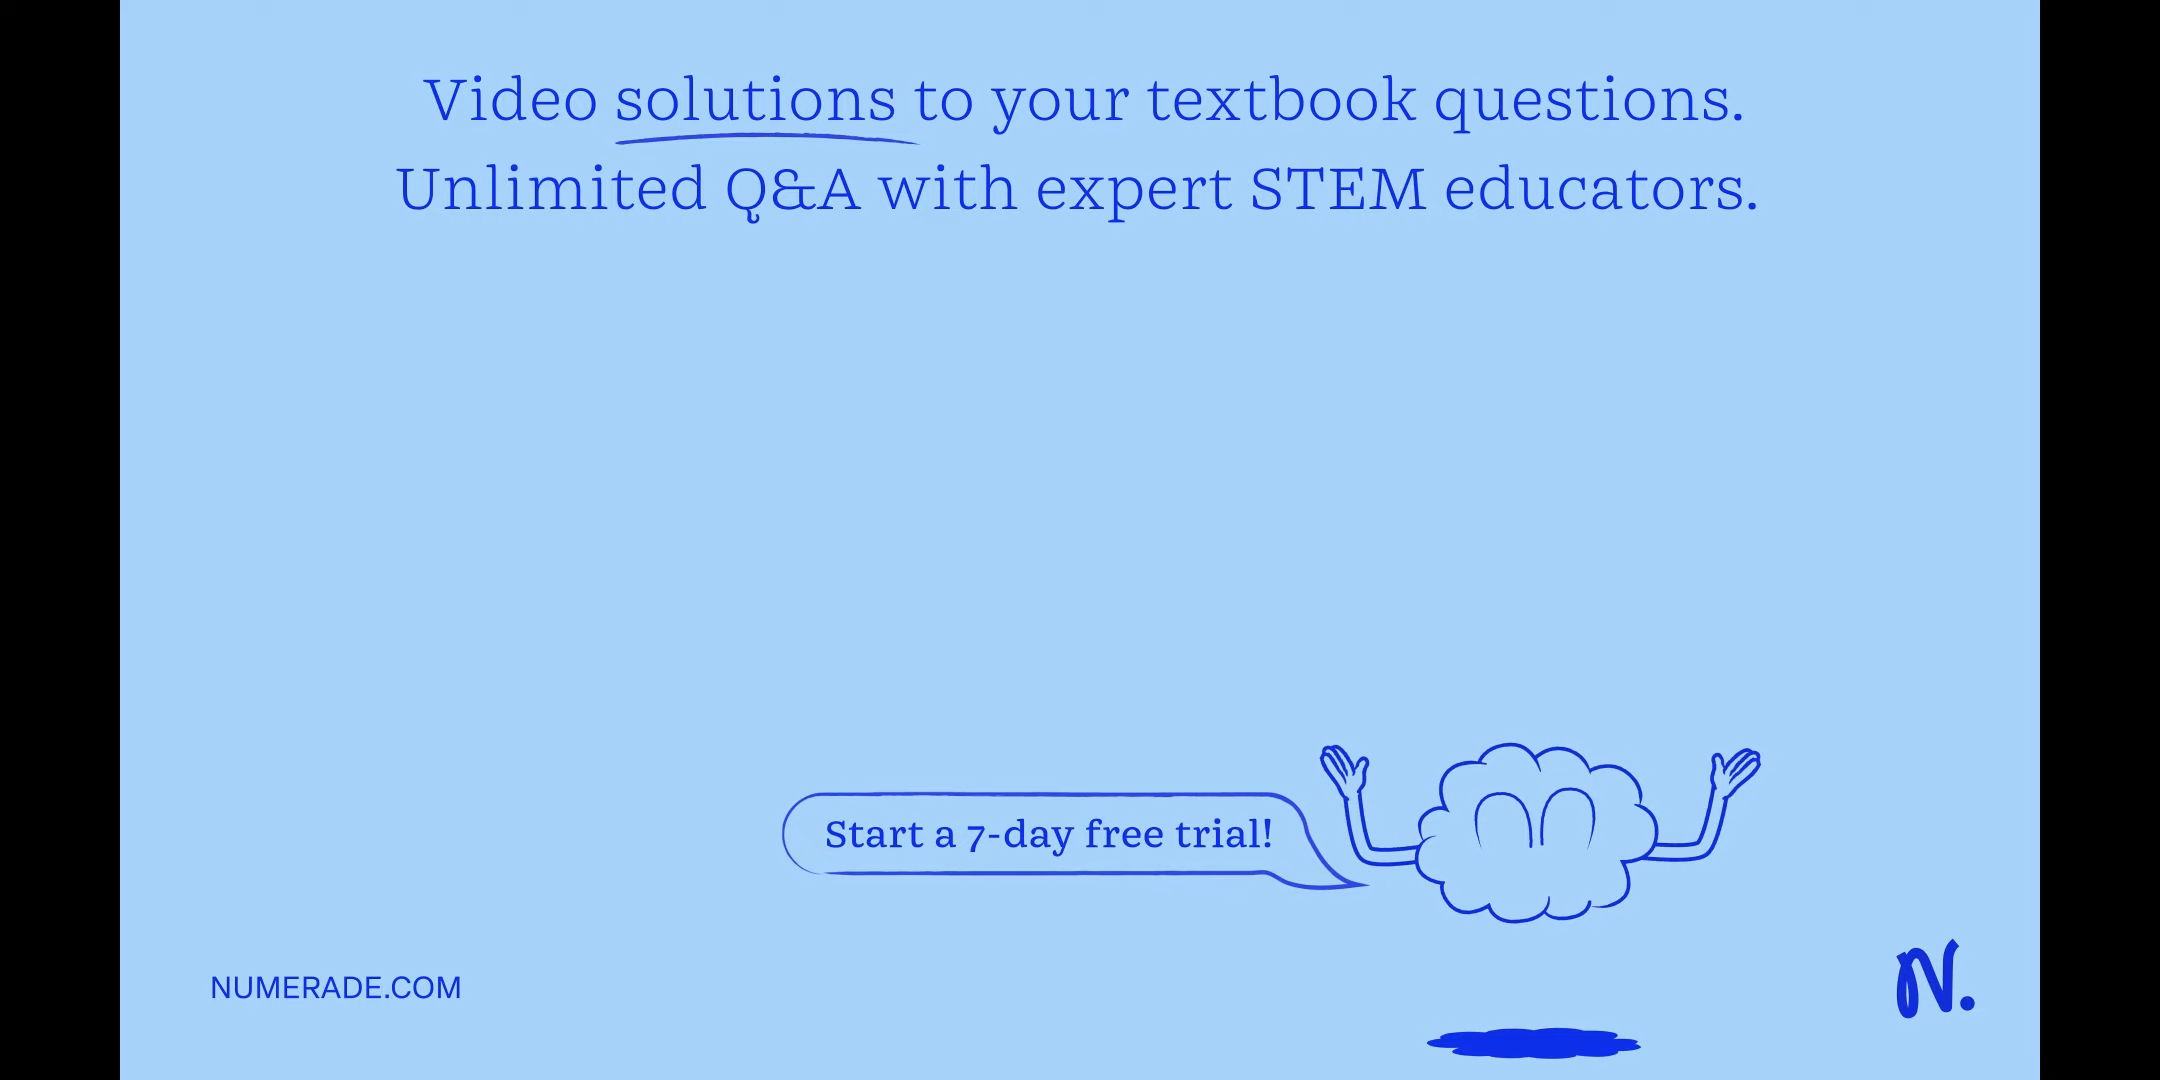 Video solutions to your textbook questions.
Unlimited Q&A with expert STEM educators.
Start a 7-day free trial!
NUMERADE.COM
N.